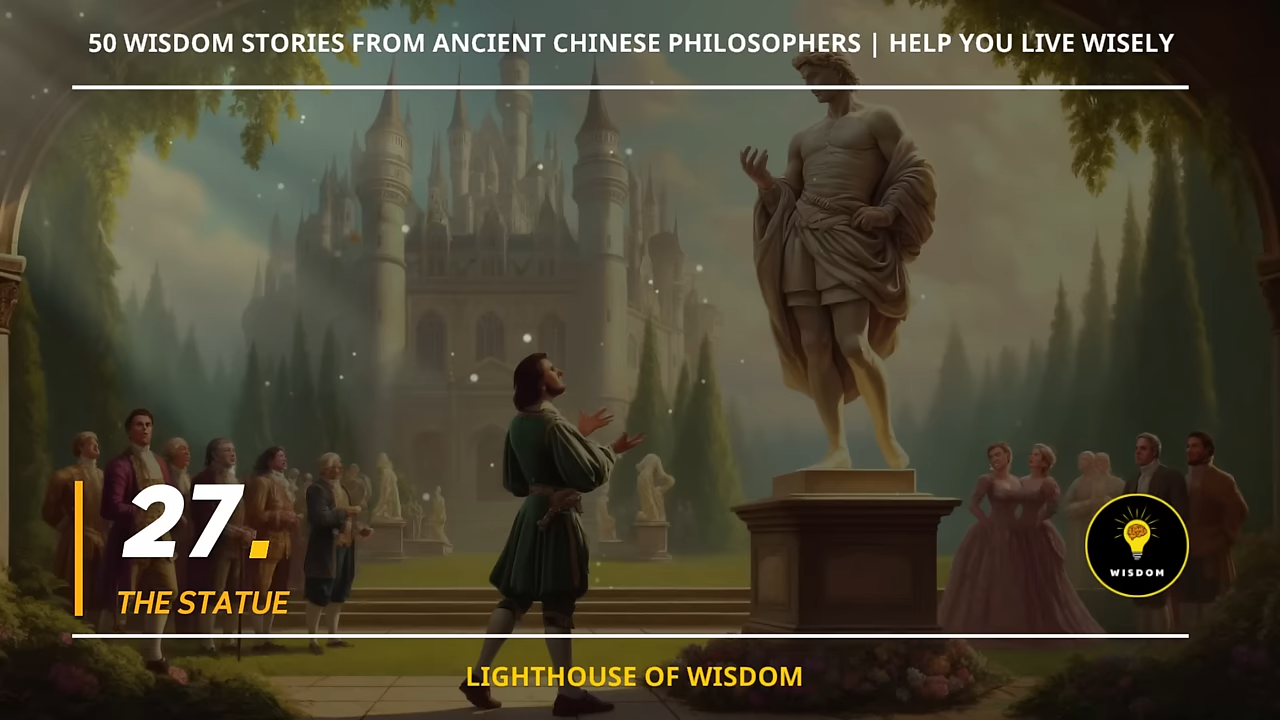 50 WISDOM STORIES FROM ANCIENT CHINESE PHILOSOPHERS | HELP YOU LIVE WISELY
27.
THE STATUE
WISDOM
LIGHTHOUSE OF WISDOM